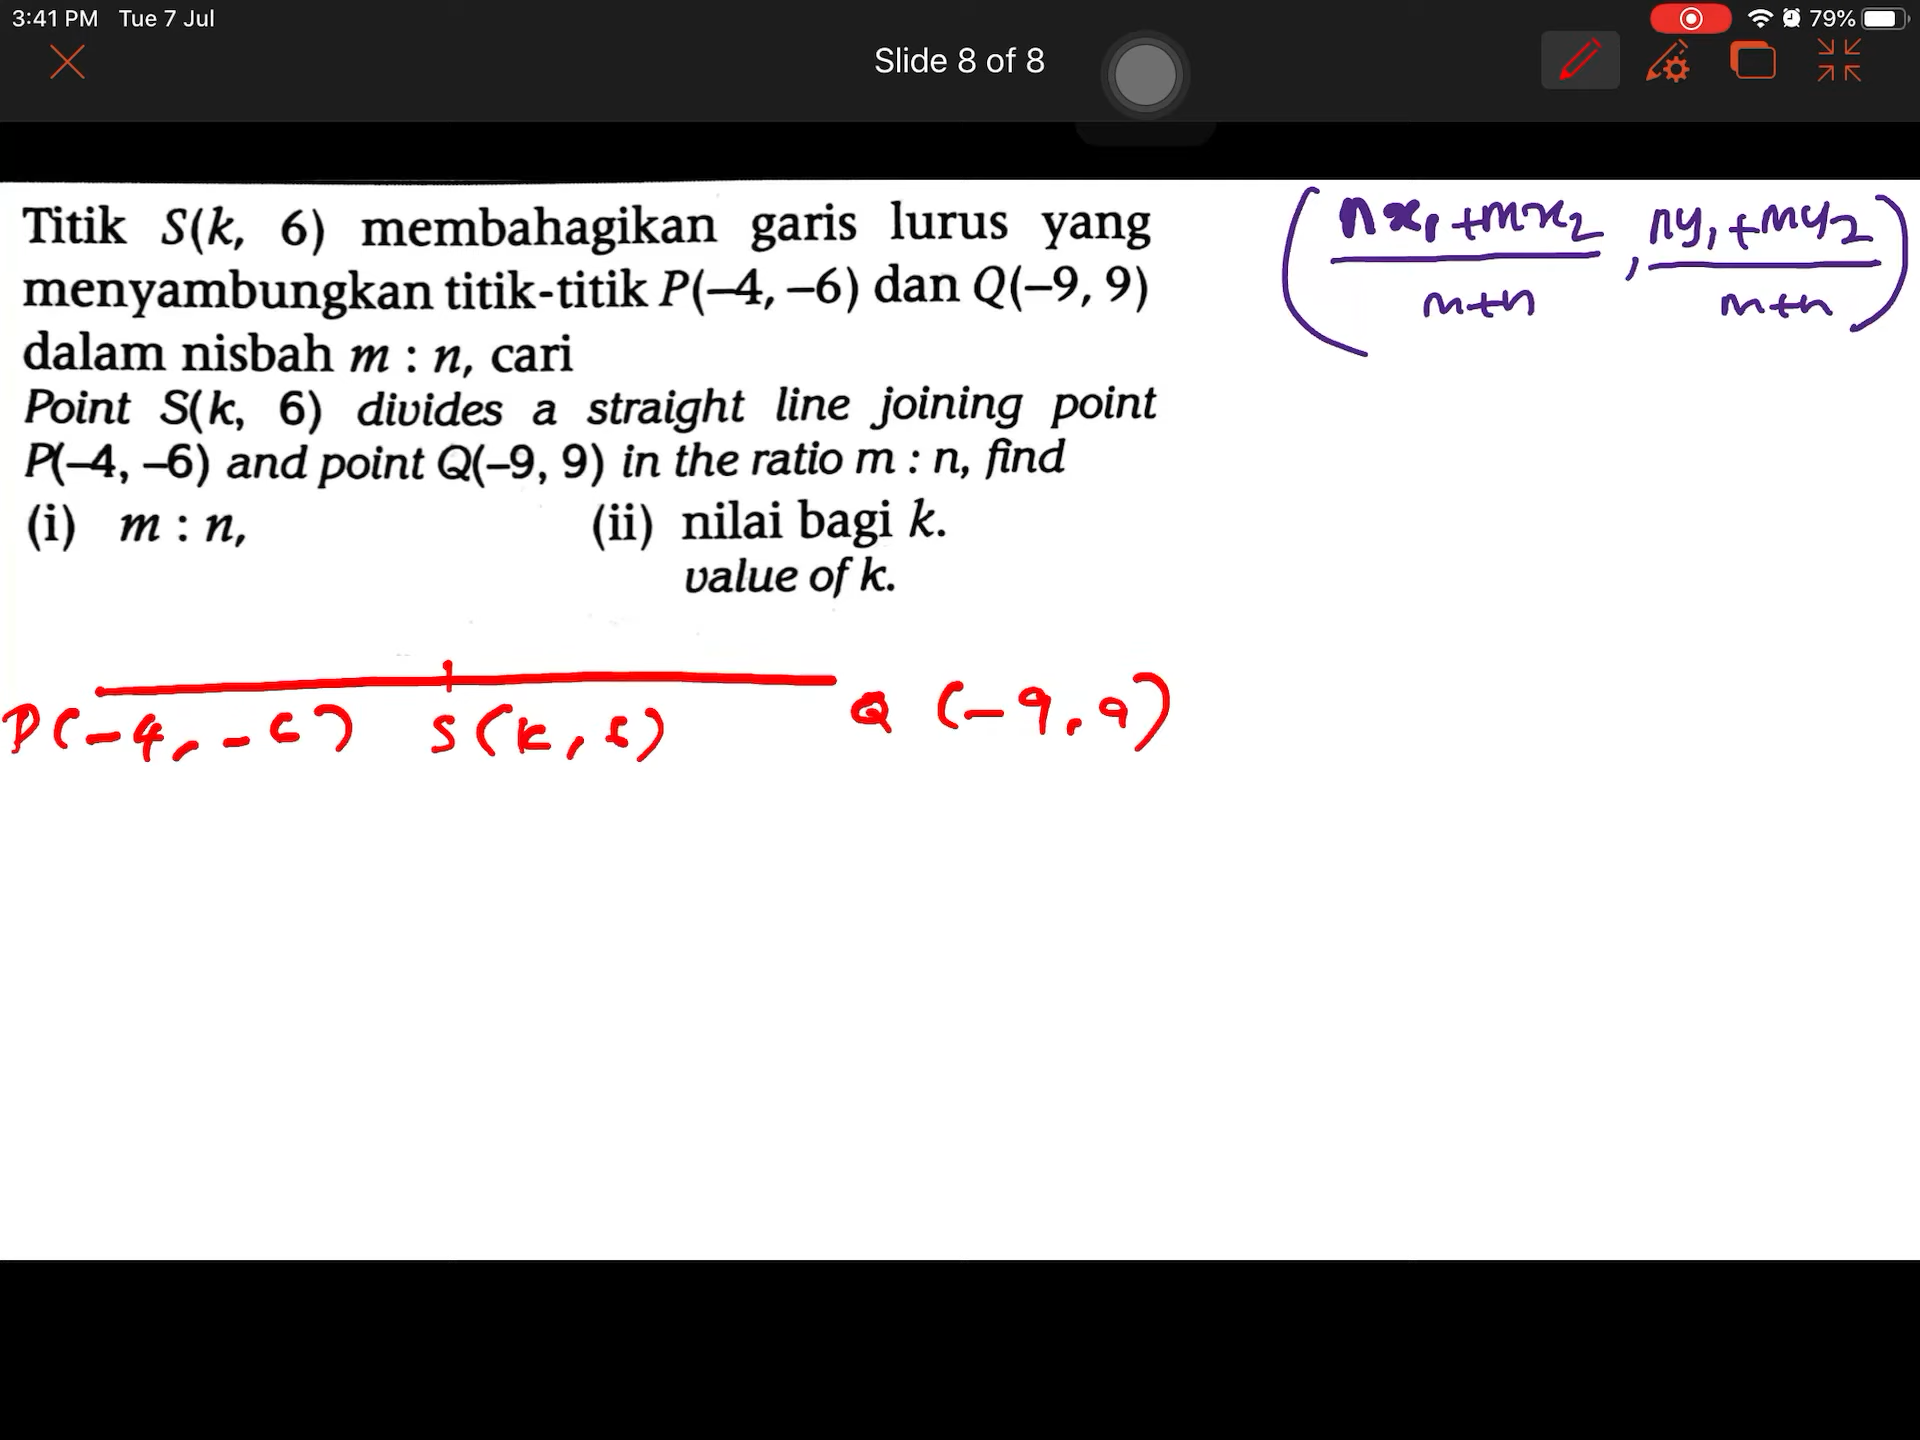 3:41 PM Tue 7 Jul
79%
Slide 8 of 8
Titik S(k, 6) membahagikan garis lurus yang
menyambungkan titik-titik P(–4, –6) dan Q(–9, 9)
dalam nisbah m : n, cari
Point S(k, 6) divides a straight line joining point
P(–4, –6) and point Q(–9, 9) in the ratio m : n, find
(i) m : n, (ii) nilai bagi k.
value of k.
(nx₁ + mx₂ / m+n , ny₁ + my₂ / m+n)
P(-4, -6) S(k, 6) Q (-9, 9)